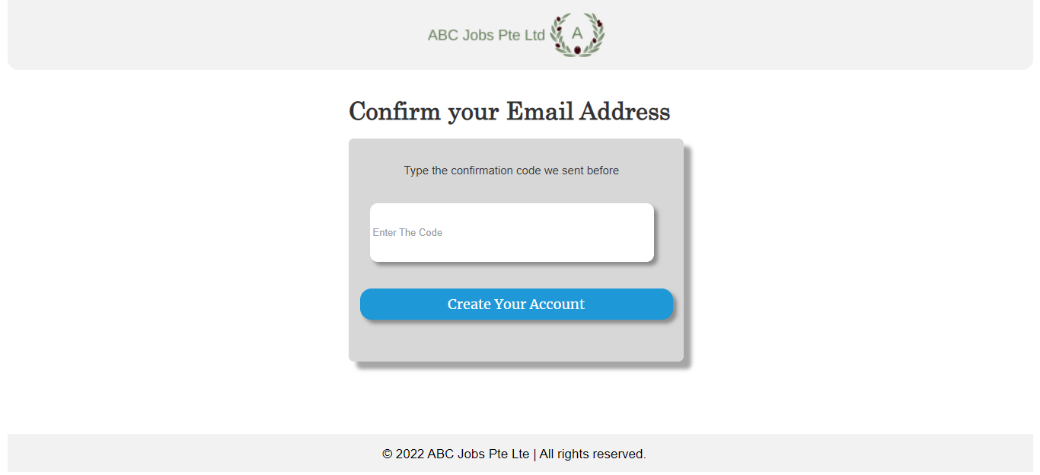 ABC Jobs Pte Ltd A
Confirm your Email Address
Type the confirmation code we sent before
Enter The Code
Create Your Account
© 2022 ABC Jobs Pte Lte | All rights reserved.